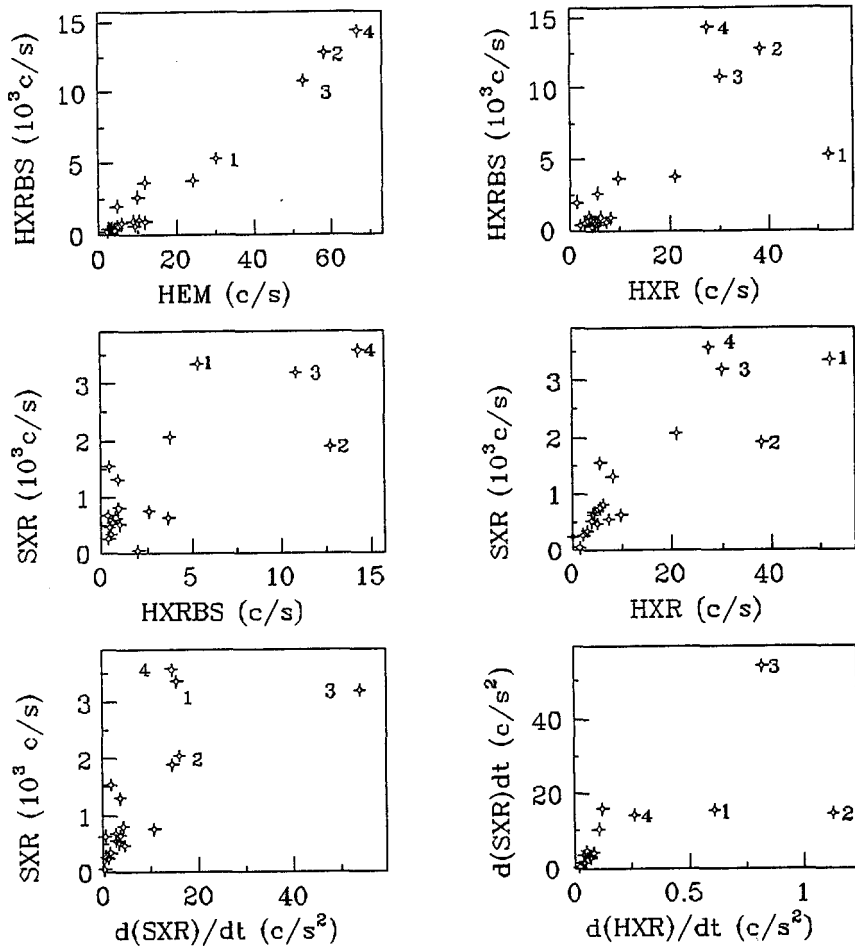 15
10
5
0
HXRBS (10³c/s)
4
2
3
1
0 20 40 60
HEM (c/s)
15
10
5
0
HXRBS (10³c/s)
4
2
3
1
0 20 40
HXR (c/s)
3
2
1
0
SXR (10³c/s)
1
4
3
2
0 5 10 15
HXRBS (c/s)
3
2
1
0
SXR (10³c/s)
4
3
1
2
0 20 40
HXR (c/s)
3
2
1
0
SXR (10³ c/s)
4
1
3
2
0 20 40
d(SXR)/dt (c/s²)
40
20
0
d(SXR)dt (c/s²)
3
4
1
2
0 0.5 1
d(HXR)/dt (c/s²)